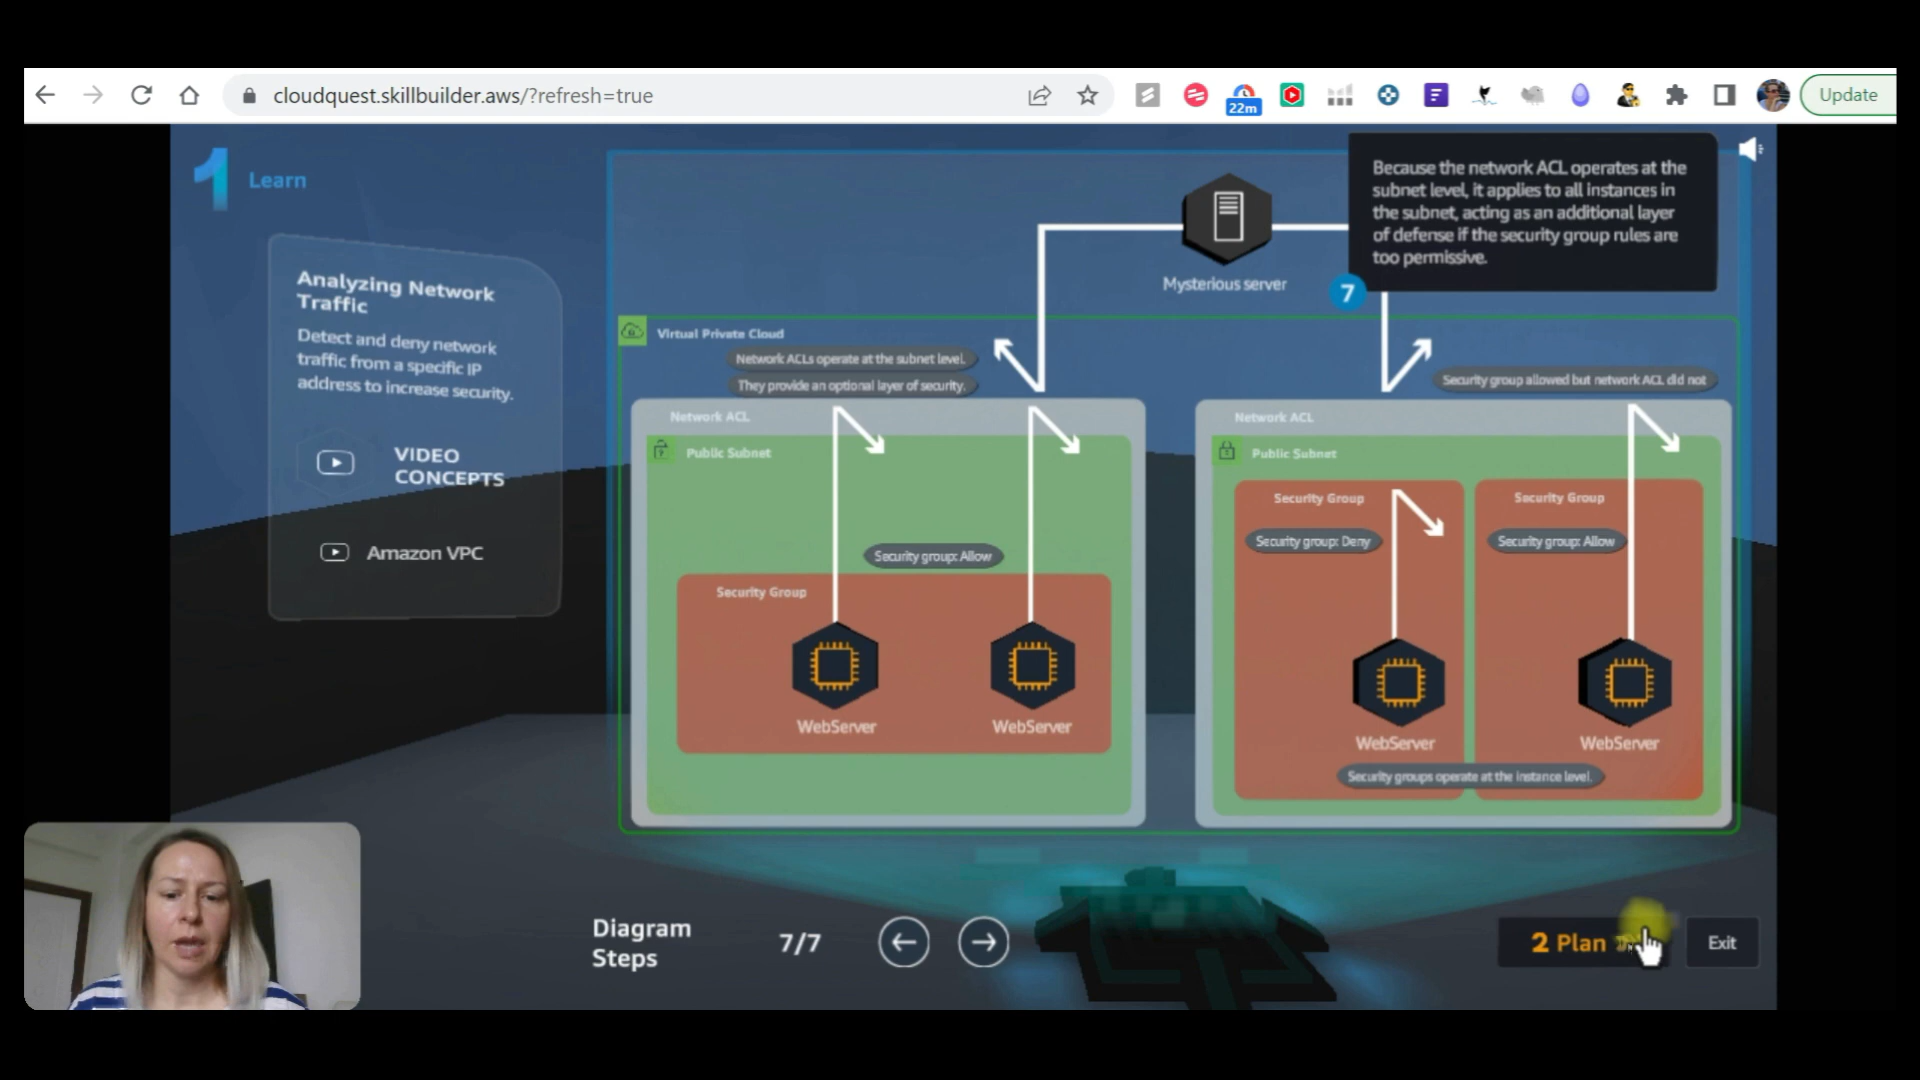 cloudquest.skillbuilder.aws/?refresh=true
22m
Update
1 Learn
Because the network ACL operates at the
subnet level, it applies to all instances in
the subnet, acting as an additional layer
of defense if the security group rules are
too permissive.
Analyzing Network
Traffic
Detect and deny network
traffic from a specific IP
address to increase security.
VIDEO
CONCEPTS
Amazon VPC
Mysterious server
7
Virtual Private Cloud
Network ACLs operate at the subnet level.
They provide an optional layer of security.
Security group allowed but network ACL did not
Network ACL
Public Subnet
Security group: Allow
Security Group
WebServer
WebServer
Network ACL
Public Subnet
Security Group
Security group: Deny
WebServer
Security Group
Security group: Allow
WebServer
Security groups operate at the instance level.
Diagram
Steps
7/7
2 Plan
Exit